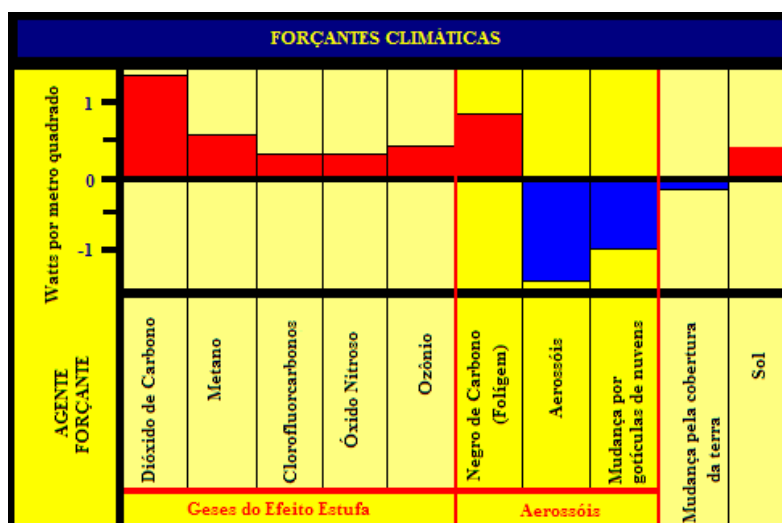 FORÇANTES CLIMÁTICAS
Watts por metro quadrado
1
0
-1
AGENTE
FORÇANTE
Dióxido de Carbono
Metano
Clorofluorcarbonos
Óxido Nitroso
Ozônio
Negro de Carbono
(Folígem)
Aerossóis
Mudança por
gotículas de nuvens
Mudança pela cobertura
da terra
Sol
Geses do Efeito Estufa
Aerossóis